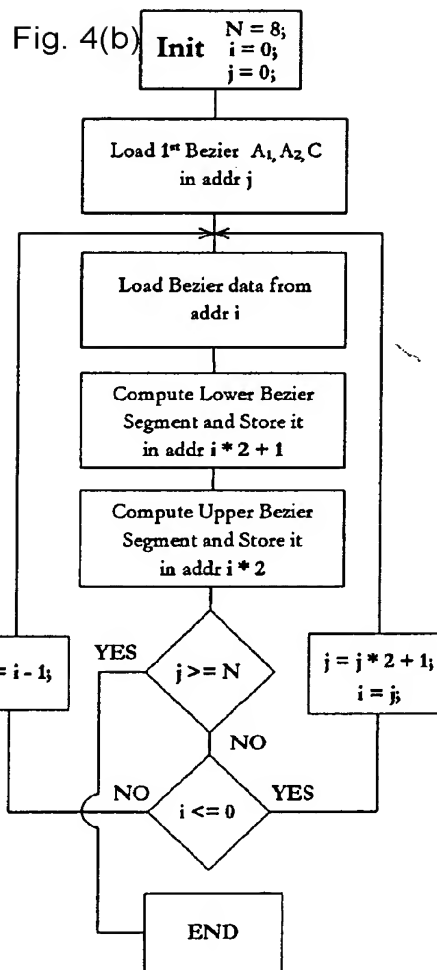 Fig. 4(b)
Init
N = 8;
i = 0;
j = 0;
Load 1st Bezier A1, A2, C
in addr j
Load Bezier data from
addr i
Compute Lower Bezier
Segment and Store it
in addr i * 2 + 1
Compute Upper Bezier
Segment and Store it
in addr i * 2
YES
j >= N
= i - 1;
j = j * 2 + 1;
i = j;
NO
NO
i <= 0
YES
END